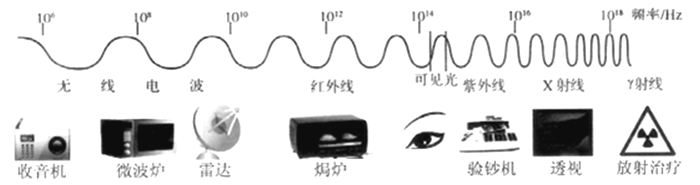 10⁶ 10⁸ 10¹⁰ 10¹² 10¹⁴ 10¹⁶ 10¹⁸ 频率/Hz
无线电波 红外线 可见光 紫外线 X射线 γ射线
收音机 微波炉 雷达 焗炉 验钞机 透视 放射治疗